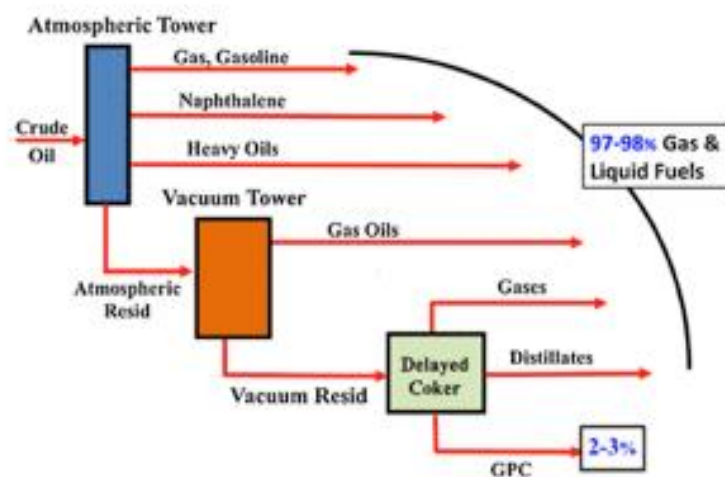 Atmospheric Tower
Gas, Gasoline
Naphthalene
Crude
Oil
Heavy Oils
97-98% Gas &
Liquid Fuels
Vacuum Tower
Gas Oils
Atmospheric
Resid
Gases
Delayed
Coker
Distillates
Vacuum Resid
GPC
2-3%